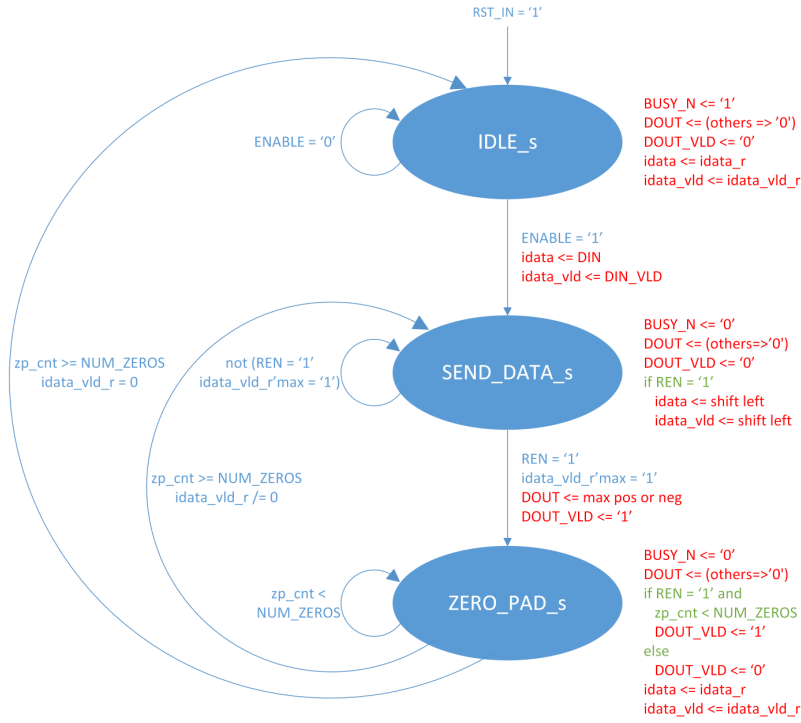 RST_IN = '1'
BUSY_N <= '1'
DOUT <= (others => '0')
DOUT_VLD <= '0'
idata <= idata_r
idata_vld <= idata_vld_r
ENABLE = '0'
IDLE_s
ENABLE = '1'
idata <= DIN
idata_vld <= DIN_VLD
BUSY_N <= '0'
DOUT <= (others=>'0')
DOUT_VLD <= '0'
if REN = '1'
idata <= shift left
idata_vld <= shift left
zp_cnt >= NUM_ZEROS
idata_vld_r = 0
not (REN = '1'
idata_vld_r'max = '1')
SEND_DATA_s
REN = '1'
idata_vld_r'max = '1'
DOUT <= max pos or neg
DOUT_VLD <= '1'
zp_cnt >= NUM_ZEROS
idata_vld_r /= 0
BUSY_N <= '0'
DOUT <= (others=>'0')
if REN = '1' and
zp_cnt < NUM_ZEROS
DOUT_VLD <= '1'
else
DOUT_VLD <= '0'
idata <= idata_r
idata_vld <= idata_vld_r
zp_cnt <
NUM_ZEROS
ZERO_PAD_s